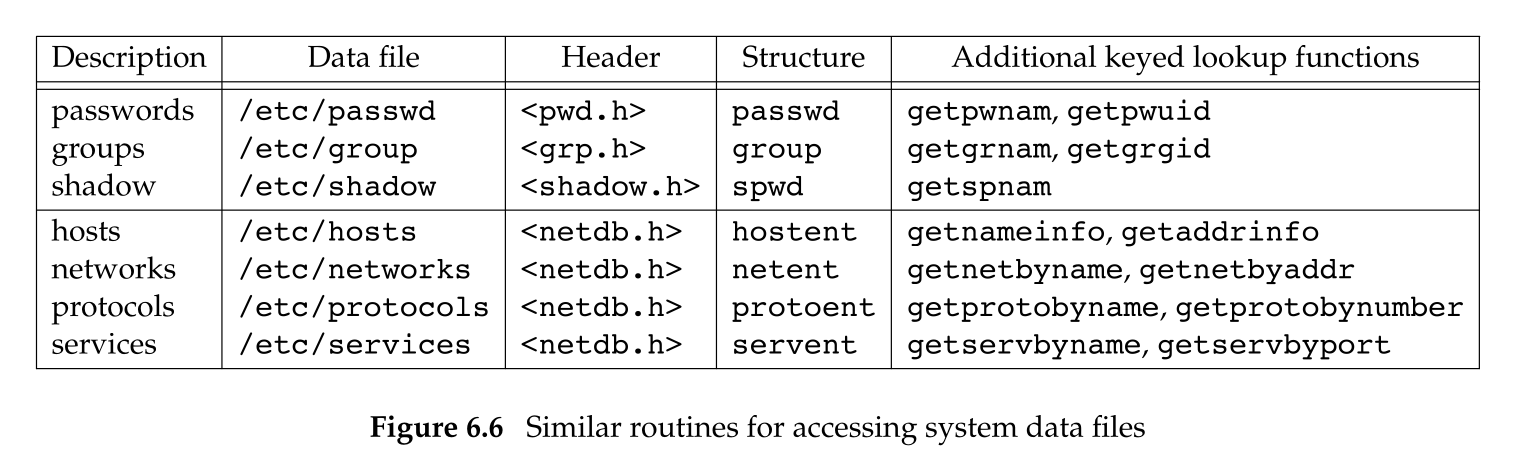 Description Data file Header Structure Additional keyed lookup functions
passwords /etc/passwd <pwd.h> passwd getpwnam, getpwuid
groups /etc/group <grp.h> group getgrnam, getgrgid
shadow /etc/shadow <shadow.h> spwd getspnam
hosts /etc/hosts <netdb.h> hostent getnameinfo, getaddrinfo
networks /etc/networks <netdb.h> netent getnetbyname, getnetbyaddr
protocols /etc/protocols <netdb.h> protoent getprotobyname, getprotobynumber
services /etc/services <netdb.h> servent getservbyname, getservbyport
Figure 6.6 Similar routines for accessing system data files